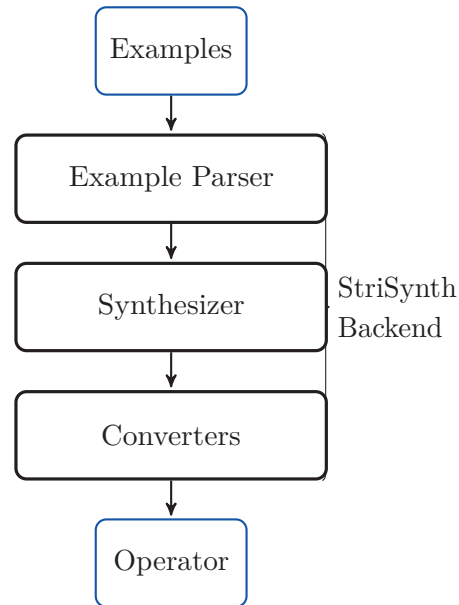 Examples
Example Parser
Synthesizer
StriSynth
Backend
Converters
Operator